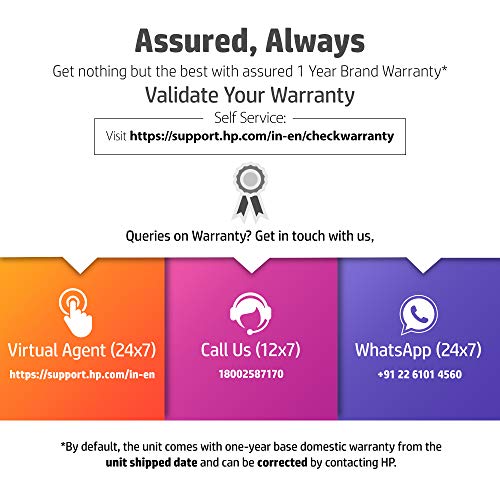 Assured, Always
Get nothing but the best with assured 1 Year Brand Warranty*
Validate Your Warranty
Self Service:
Visit https://support.hp.com/in-en/checkwarranty
Queries on Warranty? Get in touch with us,
Virtual Agent (24x7)
https://support.hp.com/in-en
Call Us (12x7)
18002587170
WhatsApp (24x7)
+91 22 6101 4560
*By default, the unit comes with one-year base domestic warranty from the
unit shipped date and can be corrected by contacting HP.